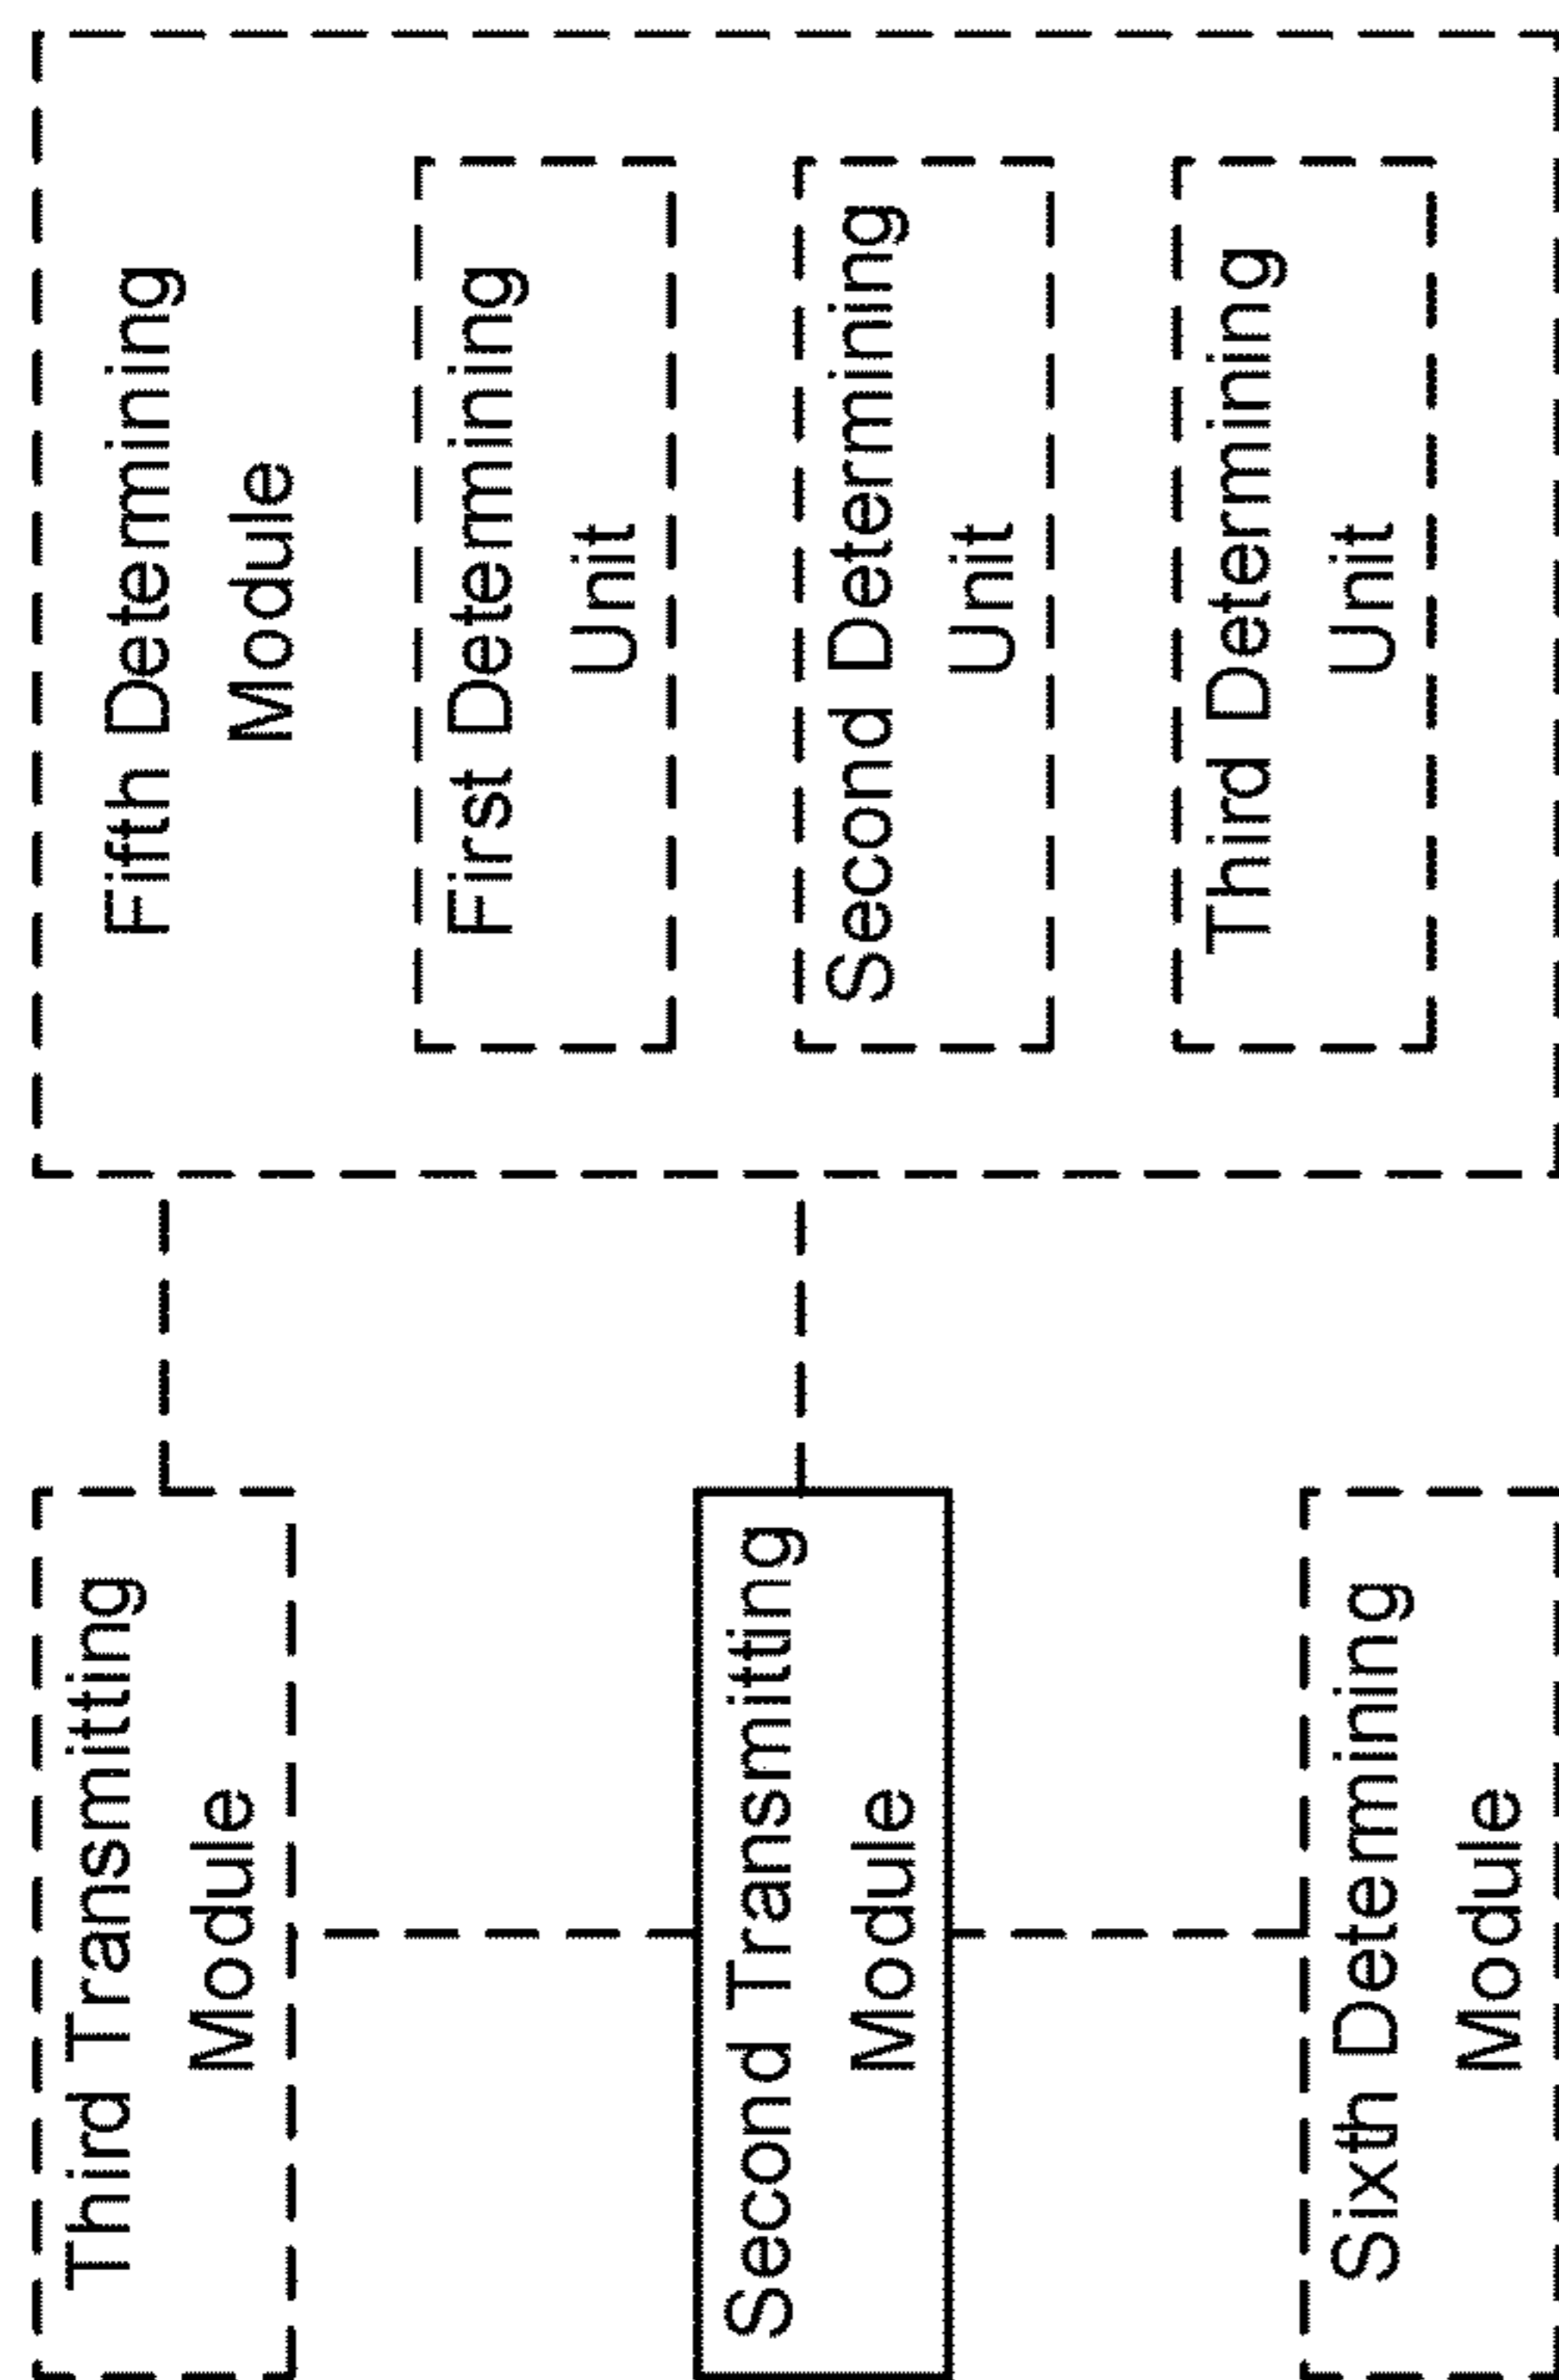 Third Transmitting
Module
Second Transmitting
Module
Sixth Determining
Module
Fifth Determining
Module
First Determining
Unit
Second Determining
Unit
Third Determining
Unit